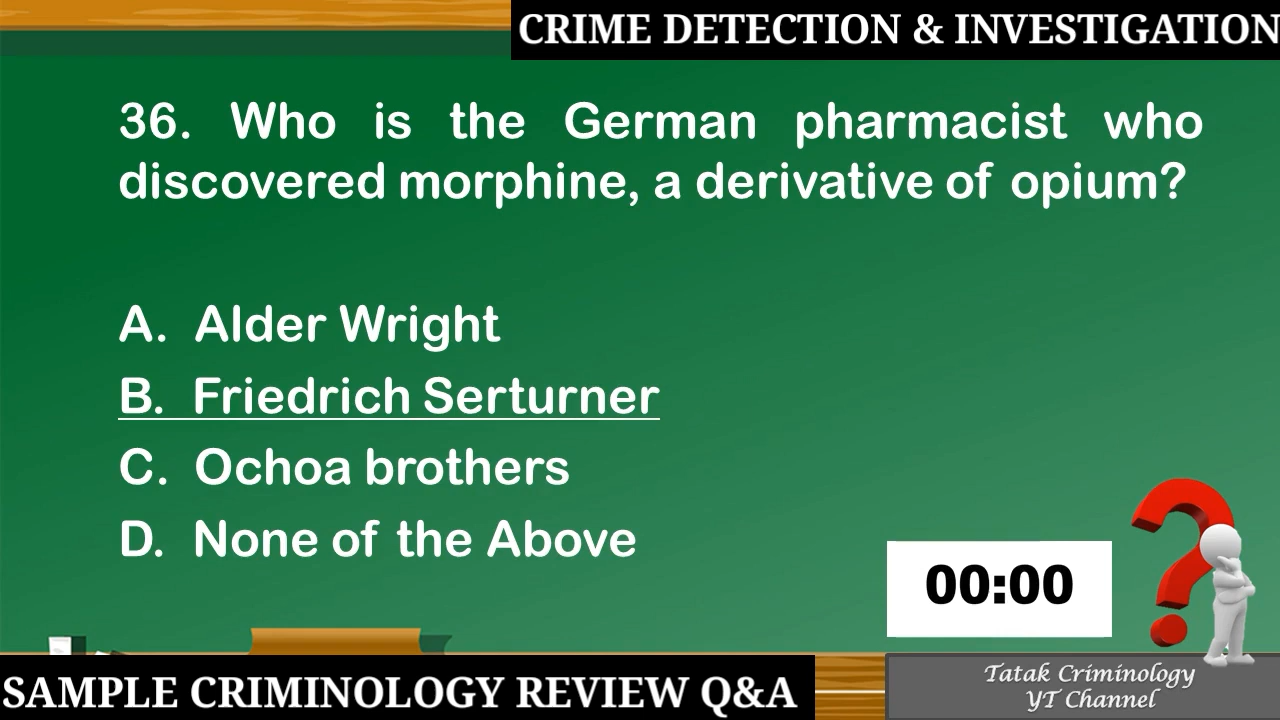 CRIME DETECTION & INVESTIGATION
36. Who is the German pharmacist who
discovered morphine, a derivative of opium?
A. Alder Wright
B. Friedrich Serturner
C. Ochoa brothers
D. None of the Above
00:00
SAMPLE CRIMINOLOGY REVIEW Q&A
Tatak Criminology
YT Channel